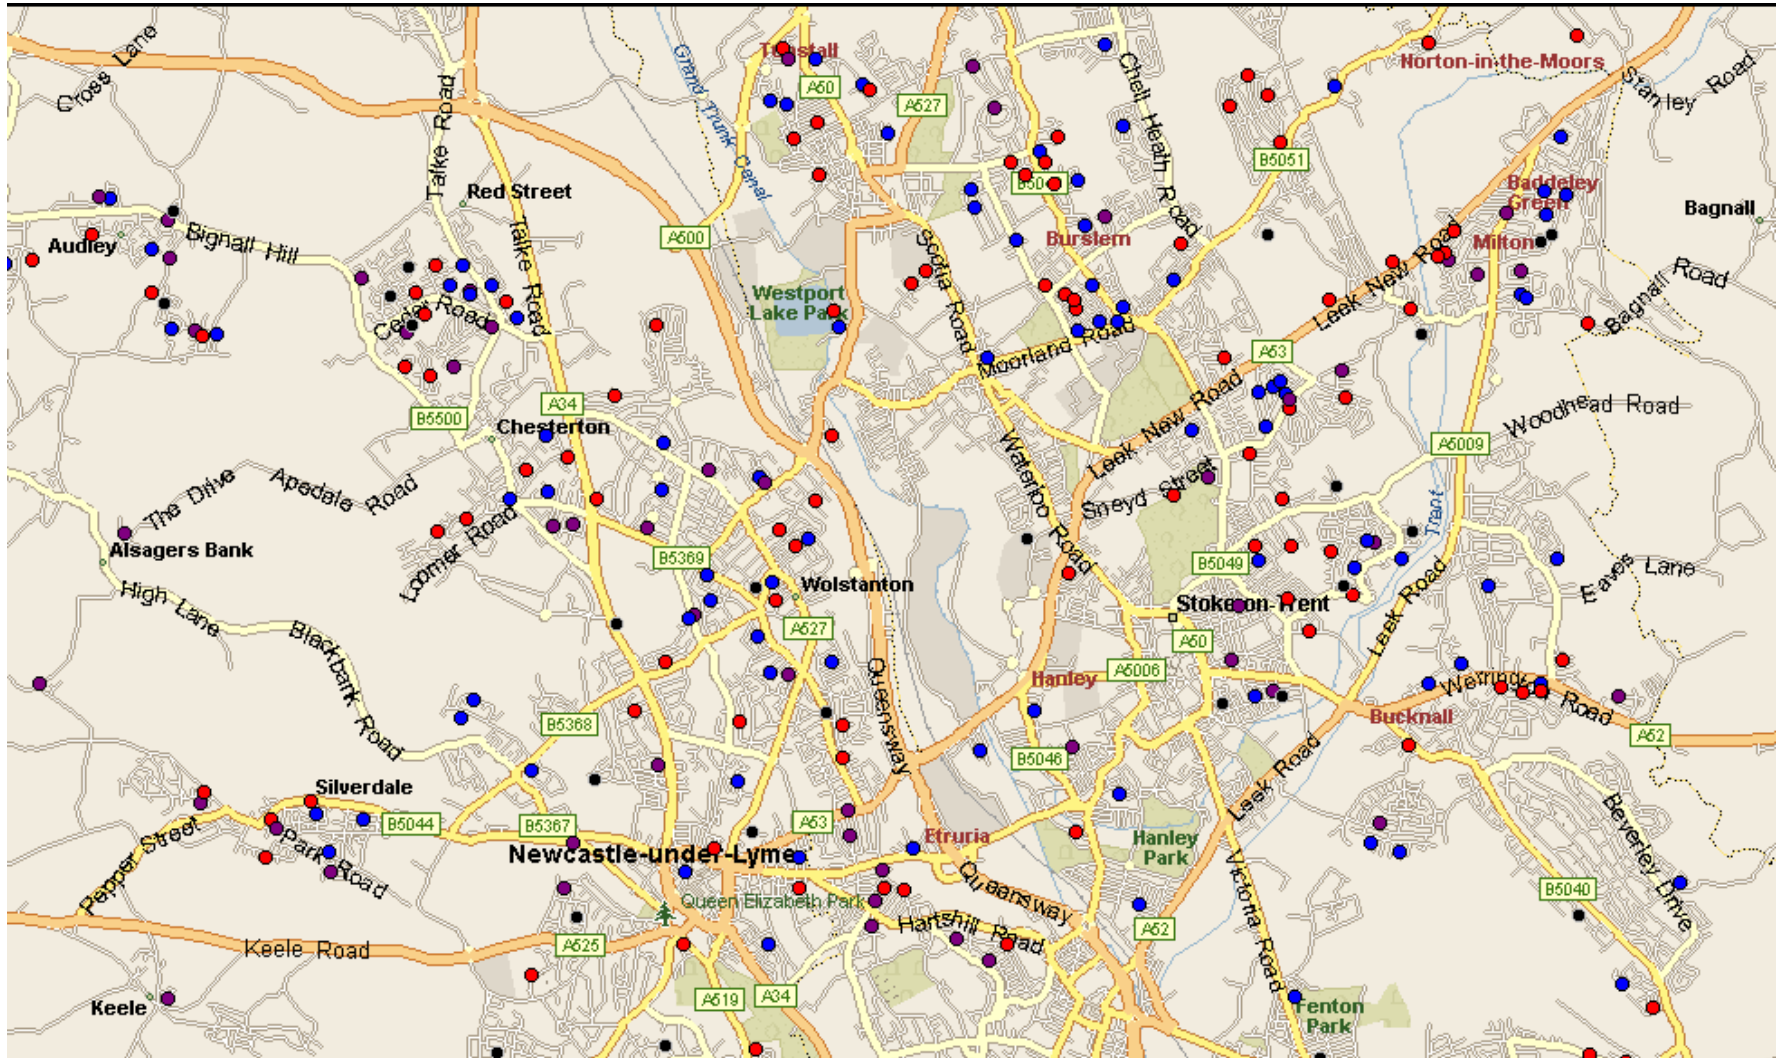 Cross Lane
Tunstall
Grand Trunk Canal
A50
A527
Chell Heath Road
Norton-in-the-Moors
Stanley Road
Talke Road
Red Street
B5051
Baddeley
Green
Bagnall
Audley
Bignall Hill
Talke Road
A500
Scotia Road
Burslem
Leek New Road
Milton
Bagnall Road
Westport
Lake Park
Cedar Road
Moorland Road
A53
B5500
A34
Chesterton
Leek New Road
Woodhead Road
A5009
The Drive
Apedale Road
Waterloo Road
Sneyd Street
Trent
Alsagers Bank
Loomer Road
B5369
B5049
Leek Road
Eaves Lane
High Lane
Wolstanton
Stoke-on-Trent
Blackbank Road
A527
A50
Queensway
Hanley
A5006
Road
B5368
Bucknall
A52
B5046
Silverdale
Leek Road
Beverley Drive
Pepper Street
B5044
B5367
A53
Etruria
Hanley
Park
Park Road
Newcastle-under-Lyme
Victoria Road
B5040
Queen Elizabeth Park
Queensway
Keele Road
A525
Hartshill Road
A52
Keele
A519
A34
Fenton
Park